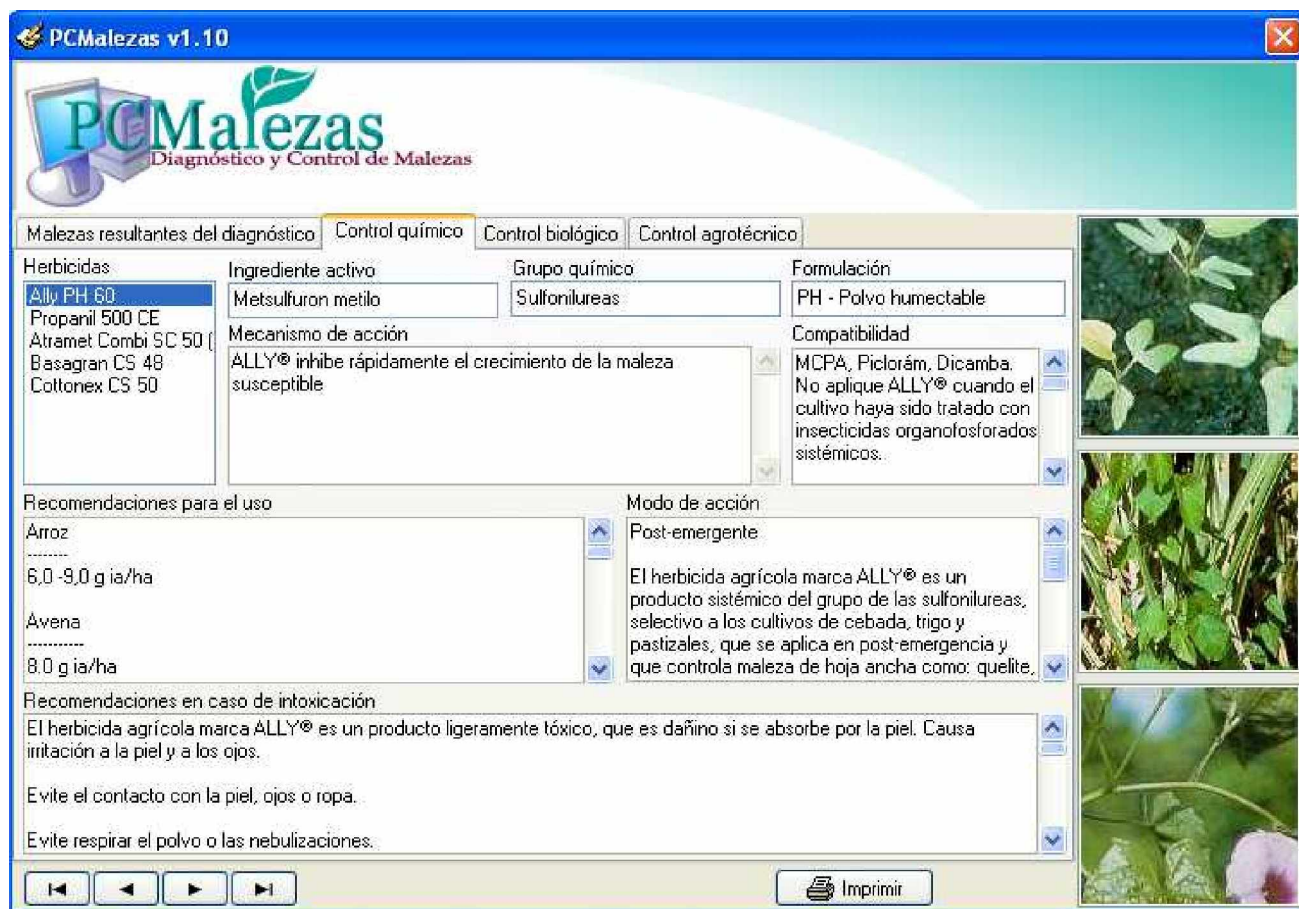 PCMalezas v1.10
PCMalezas
Diagnóstico y Control de Malezas
Malezas resultantes del diagnóstico
Control químico
Control biológico
Control agrotécnico
Herbicidas
Ally PH 60
Propanil 500 CE
Atramet Combi SC 50 (
Basagran CS 48
Cottonex CS 50
Ingrediente activo
Metsulfuron metilo
Grupo químico
Sulfonilureas
Formulación
PH - Polvo humectable
Mecanismo de acción
ALLY® inhibe rápidamente el crecimiento de la maleza
susceptible
Compatibilidad
MCPA, Piclorám, Dicamba.
No aplique ALLY® cuando el
cultivo haya sido tratado con
insecticidas organofosforados
sistémicos.
Recomendaciones para el uso
Arroz
--------
6,0 -9,0 g ia/ha
Avena
----------
8.0 g ia/ha
Modo de acción
Post-emergente
El herbicida agrícola marca ALLY® es un
producto sistémico del grupo de las sulfonilureas,
selectivo a los cultivos de cebada, trigo y
pastizales, que se aplica en post-emergencia y
que controla maleza de hoja ancha como: quelite,
Recomendaciones en caso de intoxicación
El herbicida agrícola marca ALLY® es un producto ligeramente tóxico, que es dañino si se absorbe por la piel. Causa
irritación a la piel y a los ojos.
Evite el contacto con la piel, ojos o ropa.
Evite respirar el polvo o las nebulizaciones.
Imprimir